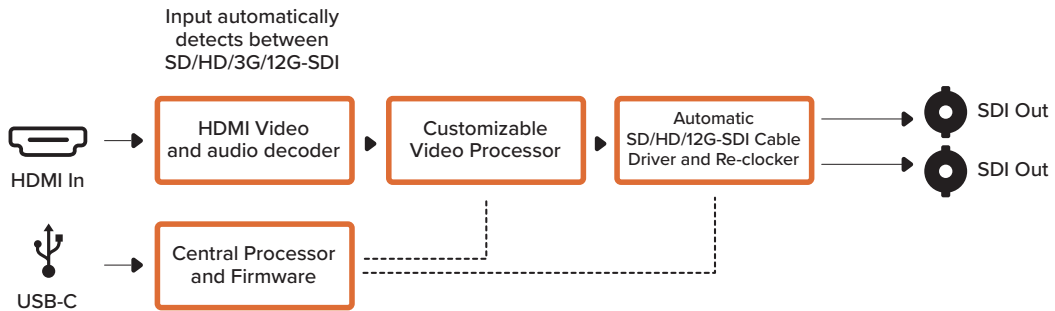 Input automatically
detects between
SD/HD/3G/12G-SDI
HDMI In
HDMI Video
and audio decoder
Customizable
Video Processor
Automatic
SD/HD/12G-SDI Cable
Driver and Re-clocker
SDI Out
SDI Out
USB-C
Central Processor
and Firmware